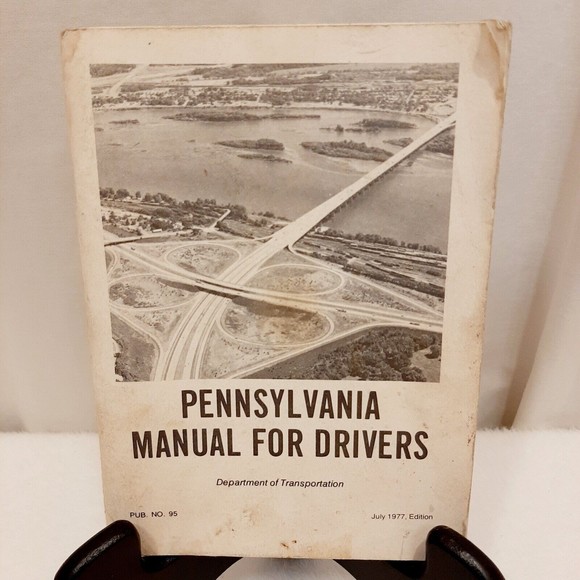 PENNSYLVANIA
MANUAL FOR DRIVERS
Department of Transportation
PUB. NO. 95 July 1977, Edition